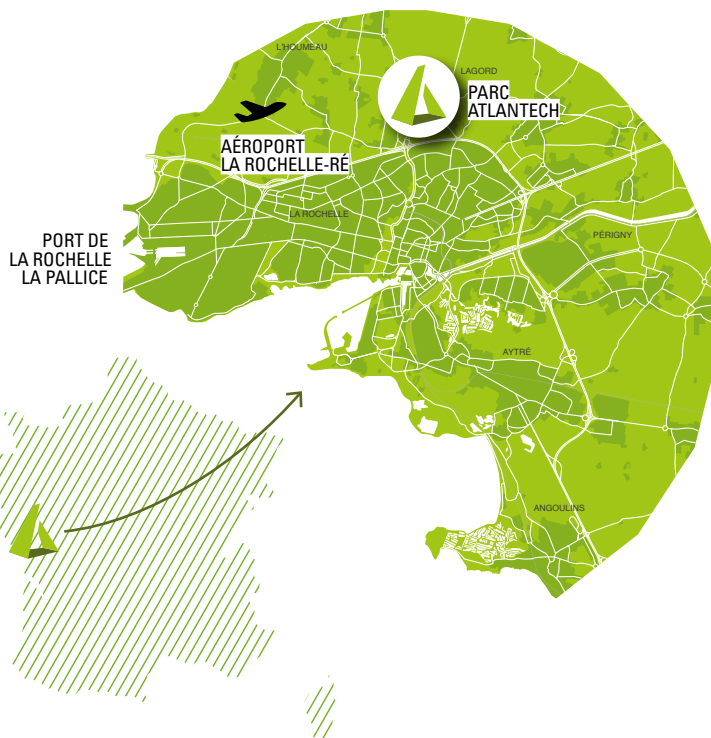 L'HOUMEAU
LAGORD
PARC
ATLANTECH
AÉROPORT
LA ROCHELLE-RÉ
LA ROCHELLE
PÉRIGNY
PORT DE
LA ROCHELLE
LA PALLICE
AYTRÉ
ANGOULINS